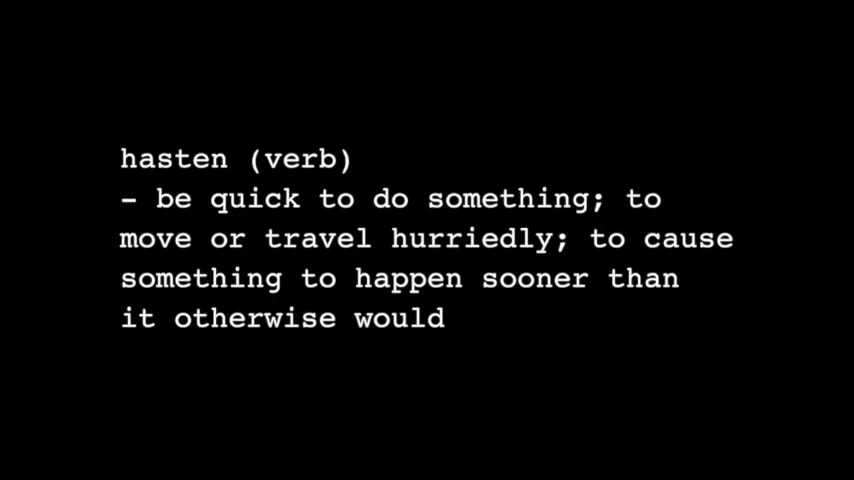 hasten (verb)
- be quick to do something; to
move or travel hurriedly; to cause
something to happen sooner than
it otherwise would